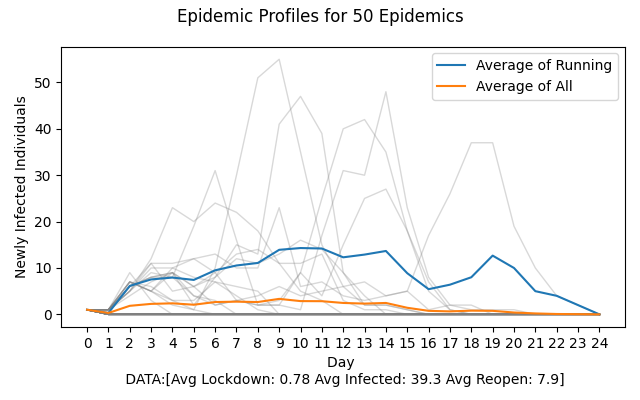 Epidemic Profiles for 50 Epidemics
Average of Running
Average of All
Newly Infected Individuals
50
40
30
20
10
0
0 1 2 3 4 5 6 7 8 9 10 11 12 13 14 15 16 17 18 19 20 21 22 23 24
Day
DATA:[Avg Lockdown: 0.78 Avg Infected: 39.3 Avg Reopen: 7.9]